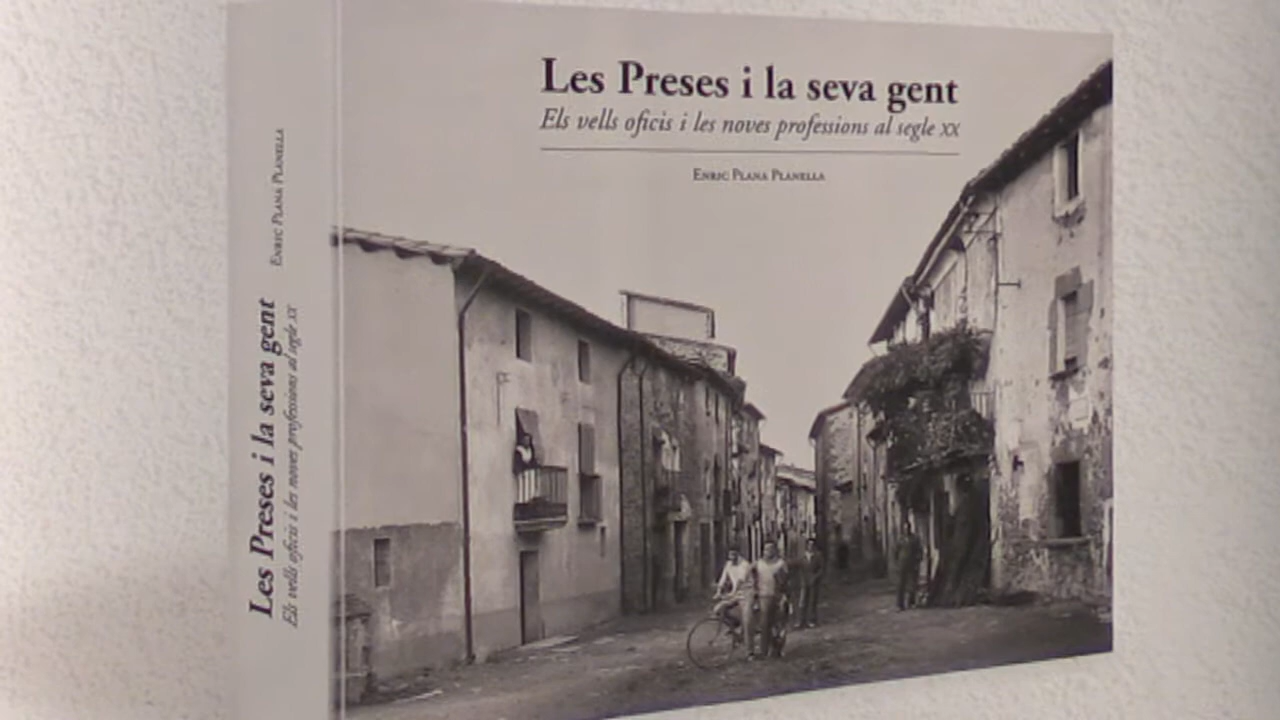 Les Preses i la seva gent
Els vells oficis i les noves professions al segle XX
Enric Plana Planella
Les Preses i la seva gent
Els vells oficis i les noves professions al segle XX
Enric Plana Planella